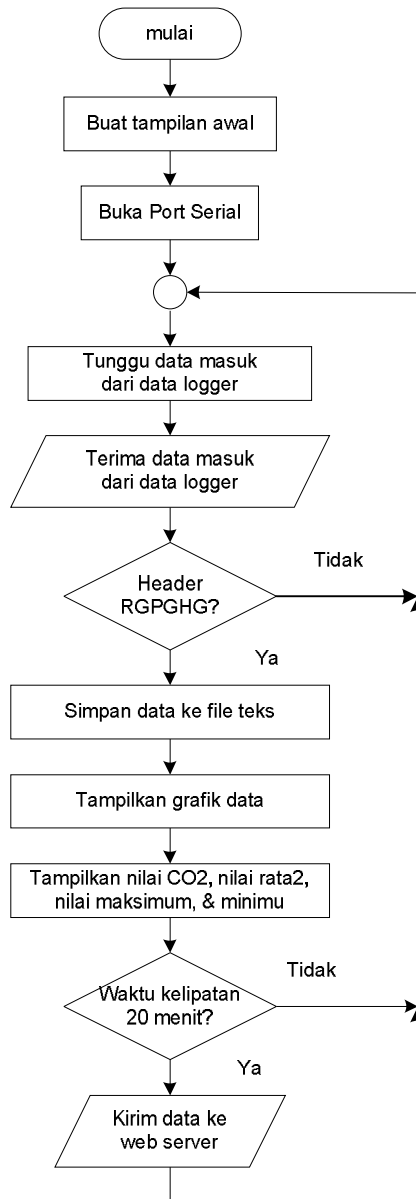 mulai
Buat tampilan awal
Buka Port Serial
Tunggu data masuk
dari data logger
Terima data masuk
dari data logger
Header
RGPGHG?
Tidak
Ya
Simpan data ke file teks
Tampilkan grafik data
Tampilkan nilai CO2, nilai rata2,
nilai maksimum, & minimu
Waktu kelipatan
20 menit?
Tidak
Ya
Kirim data ke
web server